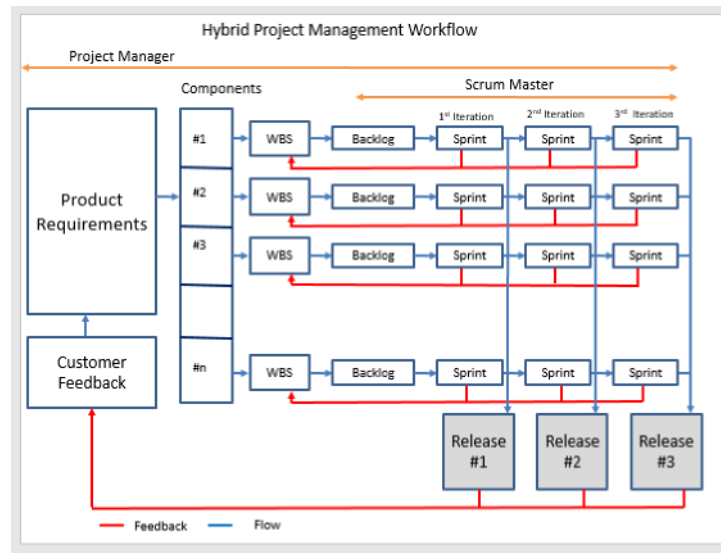 Hybrid Project Management Workflow
Project Manager
Scrum Master
Components
1st Iteration
2nd Iteration
3rd Iteration
#1
WBS
Backlog
Sprint
Sprint
Sprint
Product
Requirements
#2
WBS
Backlog
Sprint
Sprint
Sprint
#3
WBS
Backlog
Sprint
Sprint
Sprint
Customer
Feedback
#n
WBS
Backlog
Sprint
Sprint
Sprint
Release
#1
Release
#2
Release
#3
Feedback
Flow